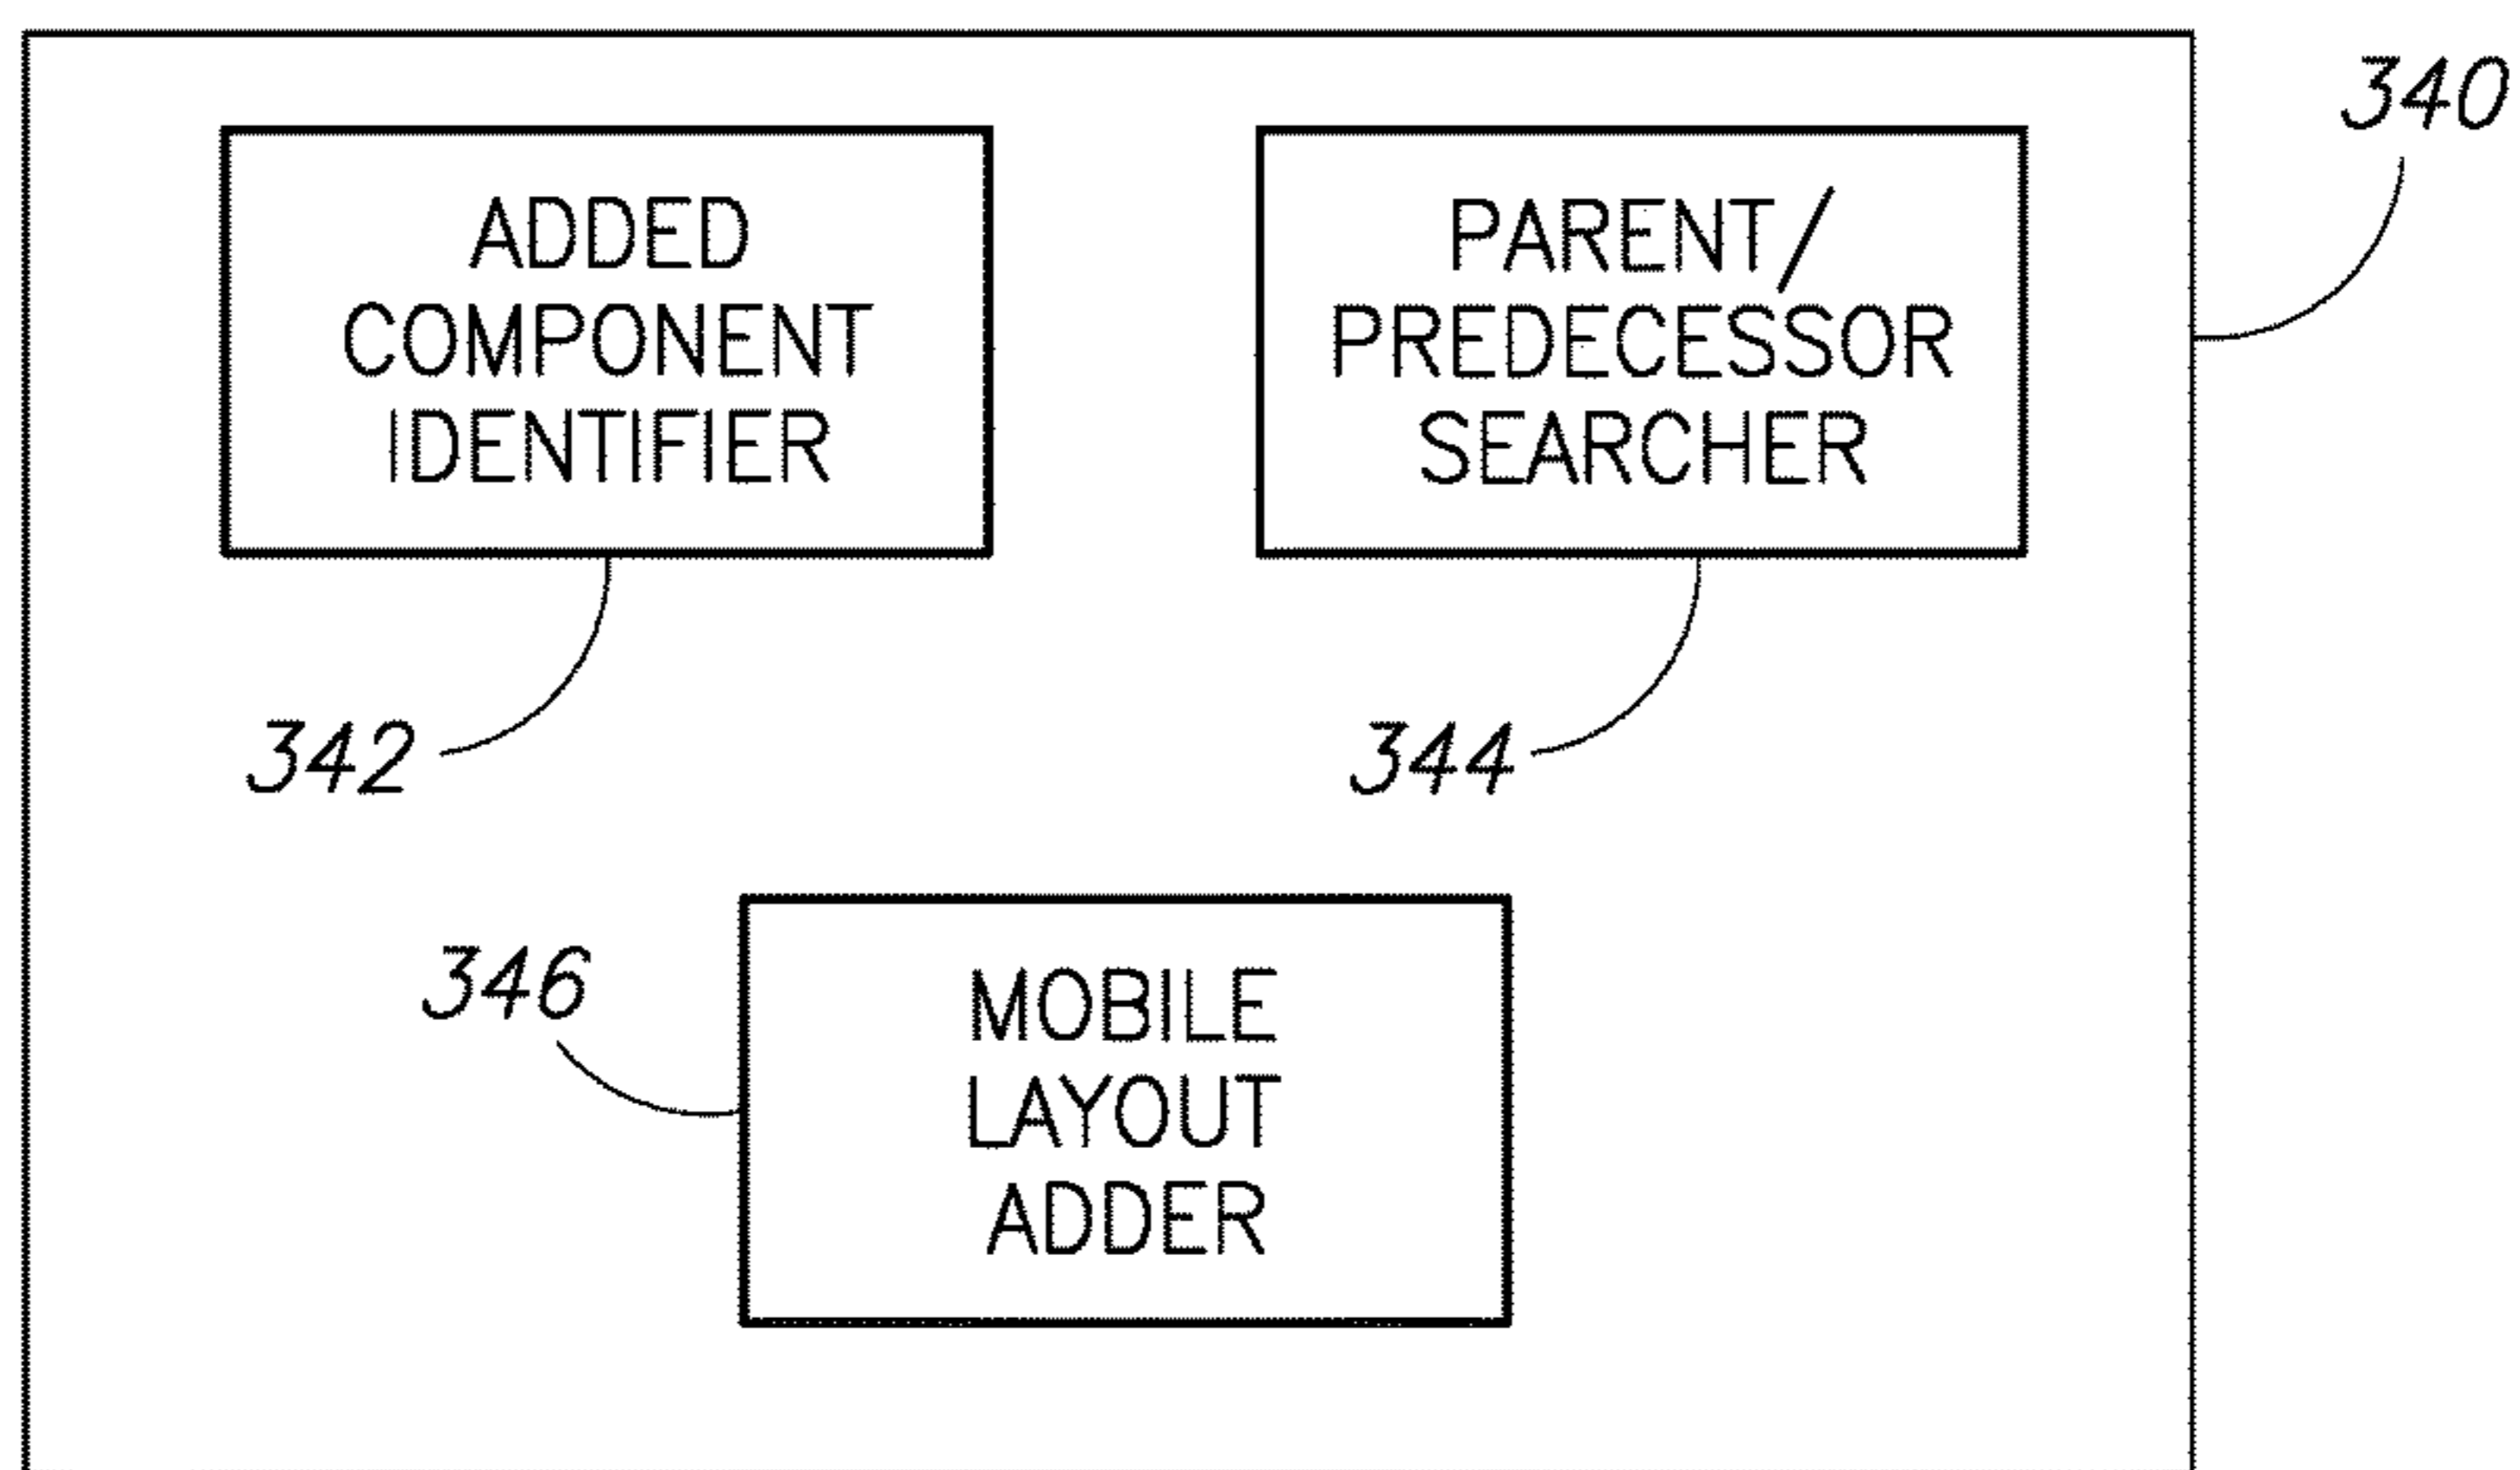 340
ADDED
COMPONENT
IDENTIFIER
PARENT/
PREDECESSOR
SEARCHER
342
344
346
MOBILE
LAYOUT
ADDER